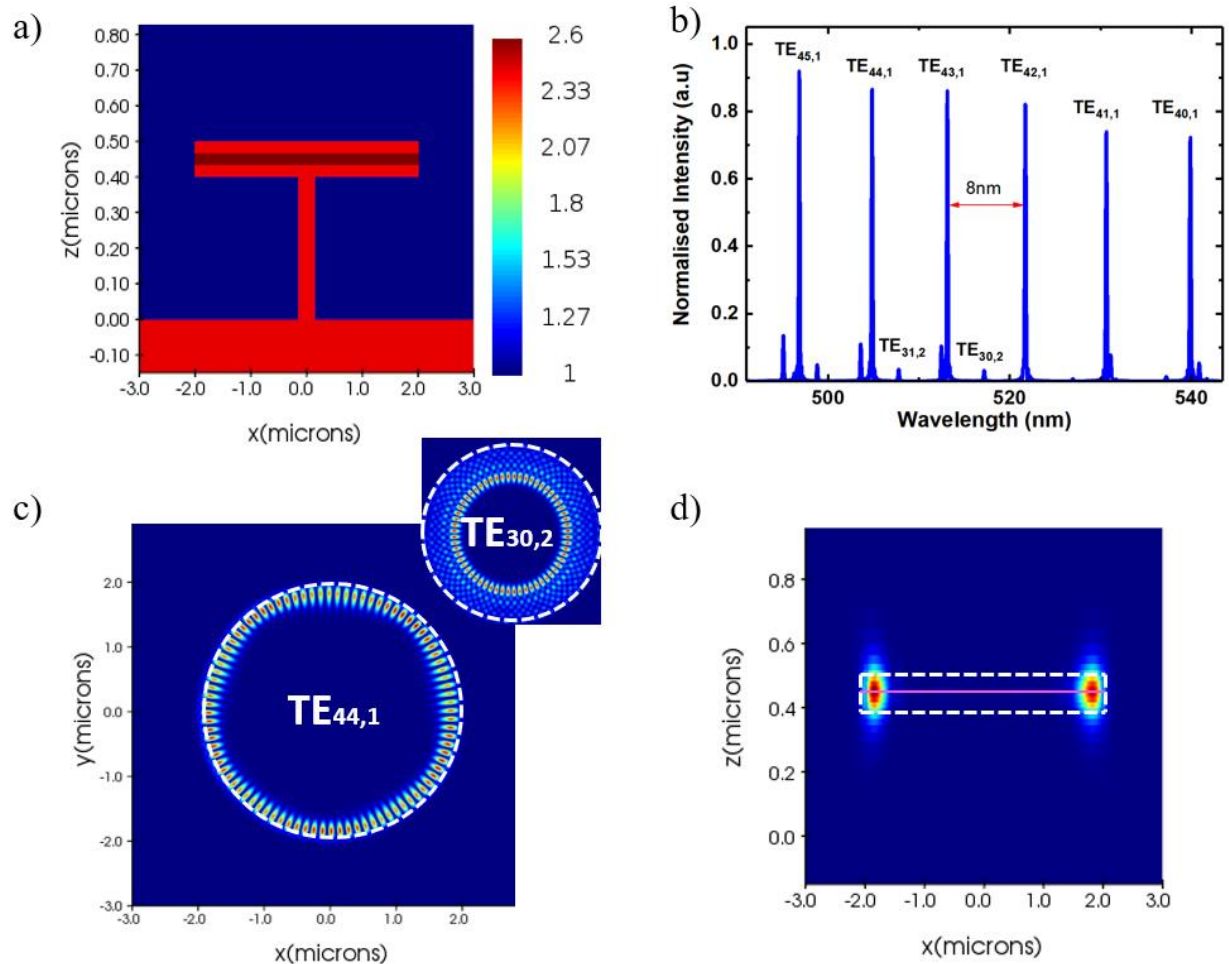 a)
0.80
0.70
0.60
0.50
0.40
0.30
0.20
0.10
0.00
-0.10
z(microns)
-3.0 -2.0 -1.0 0.0 1.0 2.0 3.0
x(microns)
2.6
2.33
2.07
1.8
1.53
1.27
1
b)
Normalised Intensity (a.u)
1.0
0.8
0.6
0.4
0.2
0.0
TE45,1
TE44,1
TE43,1
TE42,1
TE41,1
TE40,1
8nm
TE31,2
TE30,2
500 520 540
Wavelength (nm)
c)
TE30,2
TE44,1
2.0
1.0
0.0
-1.0
-2.0
-3.0
y(microns)
-3.0 -2.0 -1.0 0.0 1.0 2.0
x(microns)
d)
0.8
0.6
0.4
0.2
0.0
z(microns)
-3.0 -2.0 -1.0 0.0 1.0 2.0 3.0
x(microns)